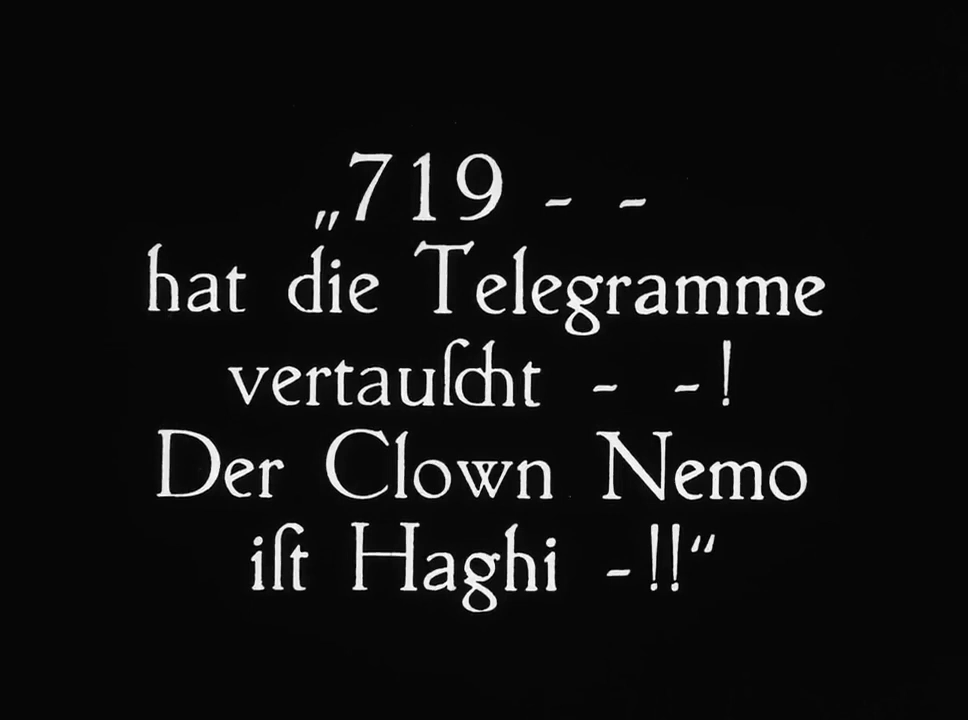 „719 - -
hat die Telegramme
vertauſcht - -!
Der Clown Nemo
iſt Haghi -!!“